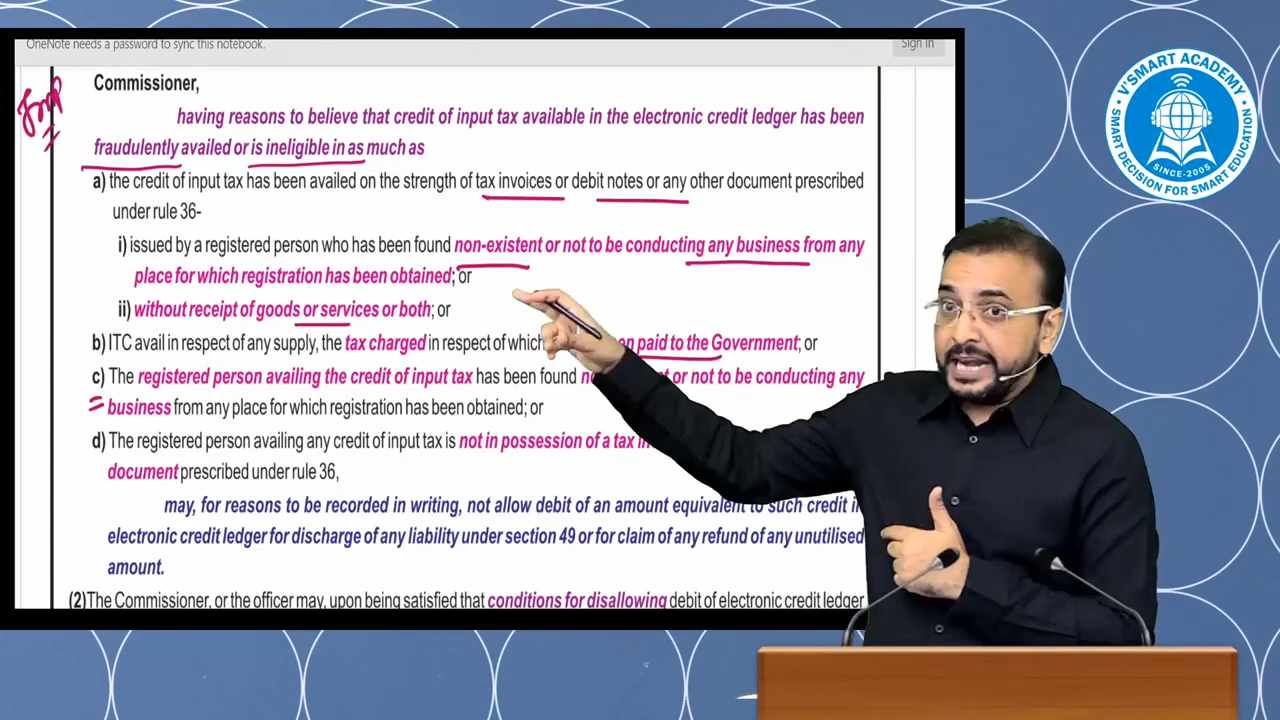 OneNote needs a password to sync this notebook.
Sign in
Imp
Commissioner,
having reasons to believe that credit of input tax available in the electronic credit ledger has been
fraudulently availed or is ineligible in as much as
a) the credit of input tax has been availed on the strength of tax invoices or debit notes or any other document prescribed
under rule 36-
i) issued by a registered person who has been found non-existent or not to be conducting any business from any
place for which registration has been obtained; or
ii) without receipt of goods or services or both; or
b) ITC avail in respect of any supply, the tax charged in respect of which paid to the Government; or
c) The registered person availing the credit of input tax has been found or not to be conducting any
business from any place for which registration has been obtained; or
d) The registered person availing any credit of input tax is not in possession of a tax
document prescribed under rule 36,
may, for reasons to be recorded in writing, not allow debit of an amount equivalent to such credit
electronic credit ledger for discharge of any liability under section 49 or for claim of any refund of any unutilised
amount.
(2)The Commissioner, or the officer may, upon being satisfied that conditions for disallowing debit of electronic credit ledger
V'SMART ACADEMY
SINCE-2005
SMART DECISION FOR SMART EDUCATION